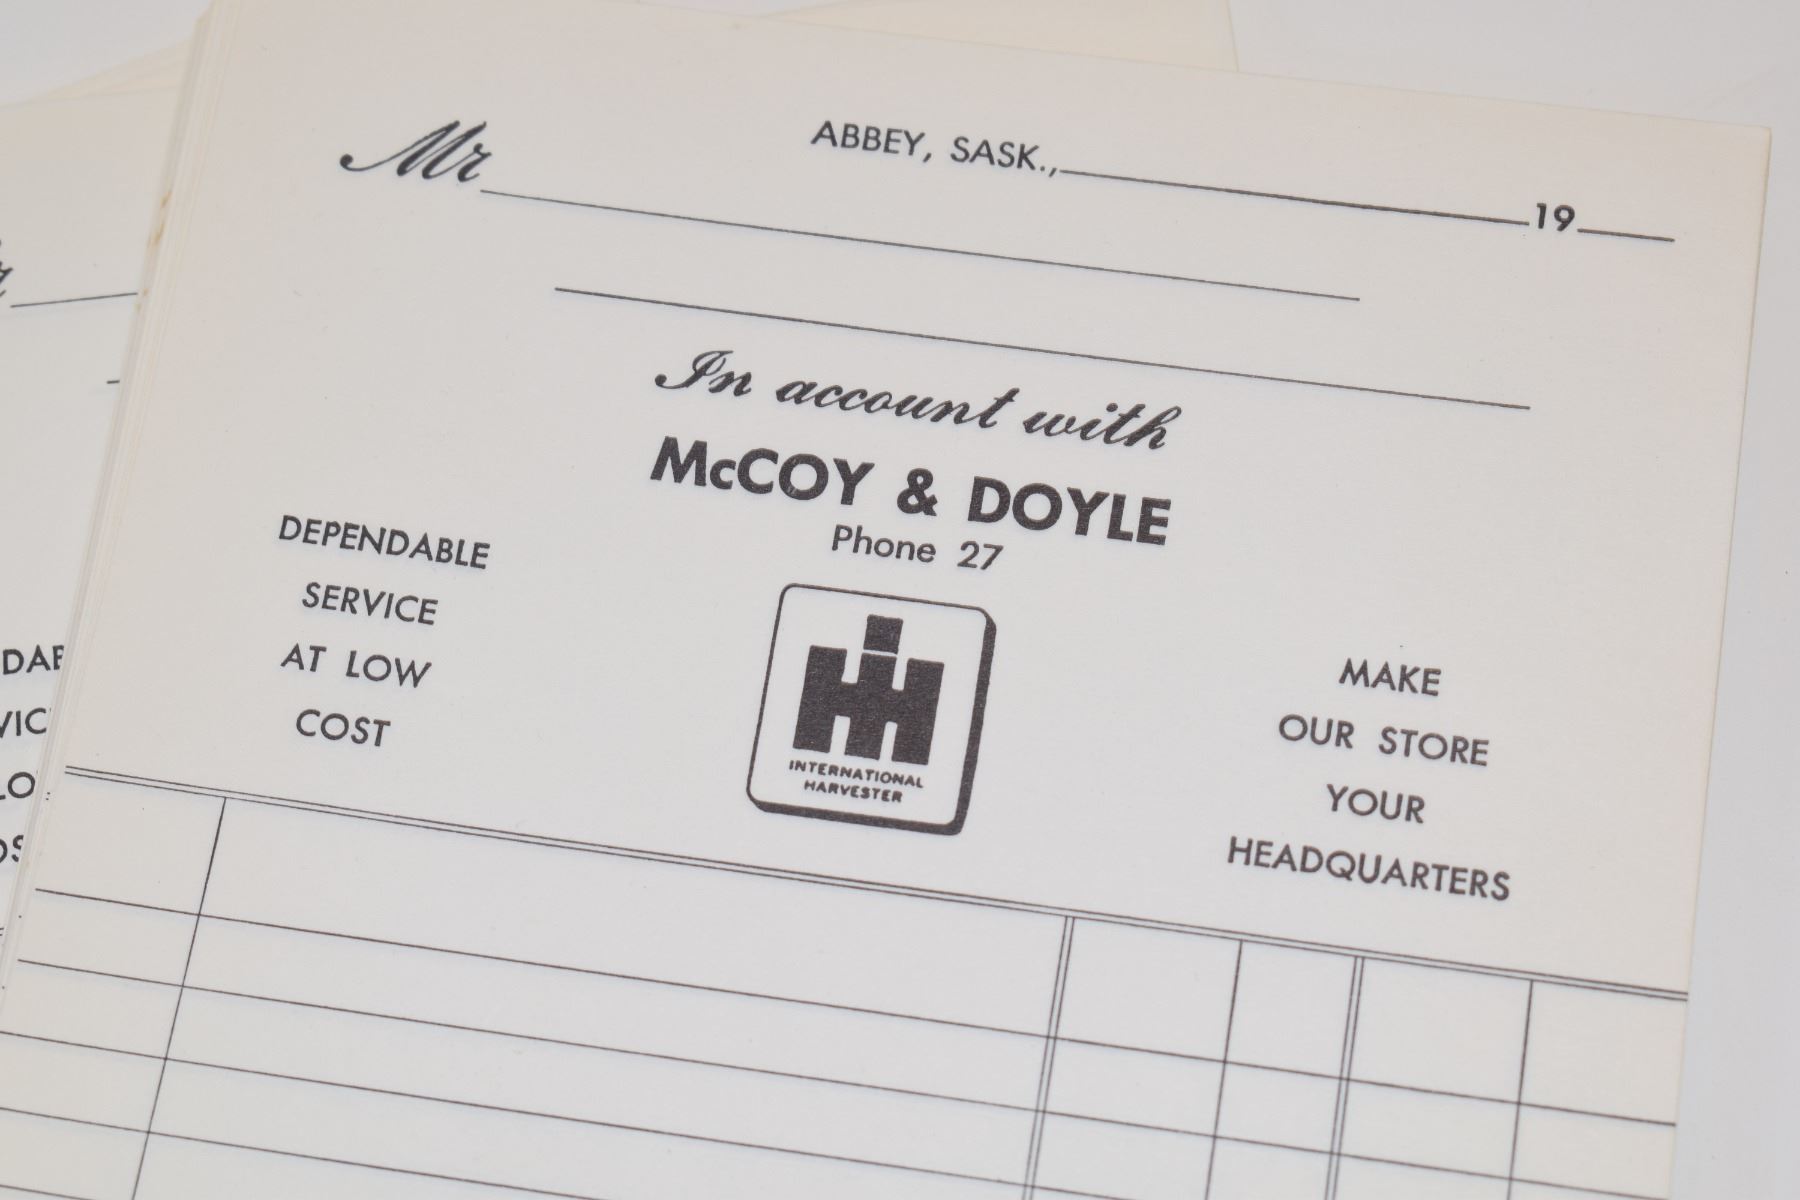 ABBEY, SASK., 19
Mr
In account with
McCOY & DOYLE
Phone 27
DEPENDABLE
SERVICE
AT LOW
COST
IH
INTERNATIONAL
HARVESTER
MAKE
OUR STORE
YOUR
HEADQUARTERS